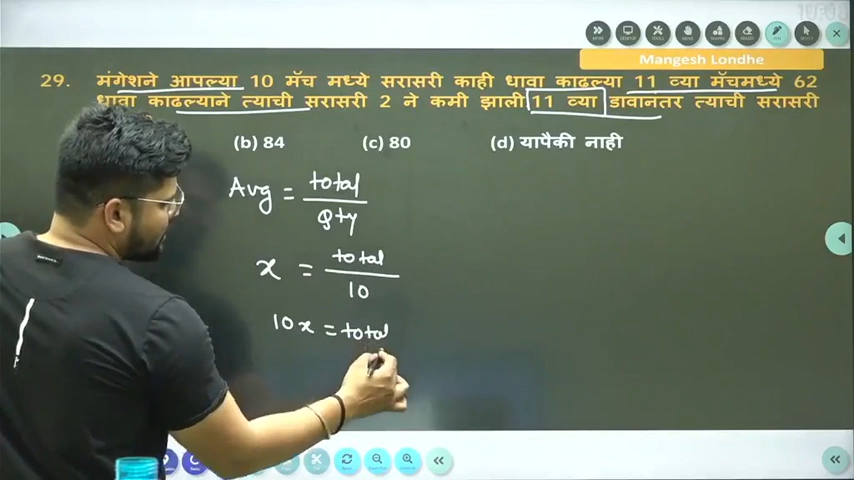 Mangesh Londhe
29. मंगेशने आपल्या 10 मॅच मध्ये सरासरी काही धावा काढल्या 11 व्या मॅचमध्ये 62
धावा काढल्याने त्याची सरासरी 2 ने कमी झाली 11 व्या डावानंतर त्याची सरासरी
(b) 84 (c) 80 (d) यापैकी नाही
Avg = total / Qty
x = total / 10
10x = total